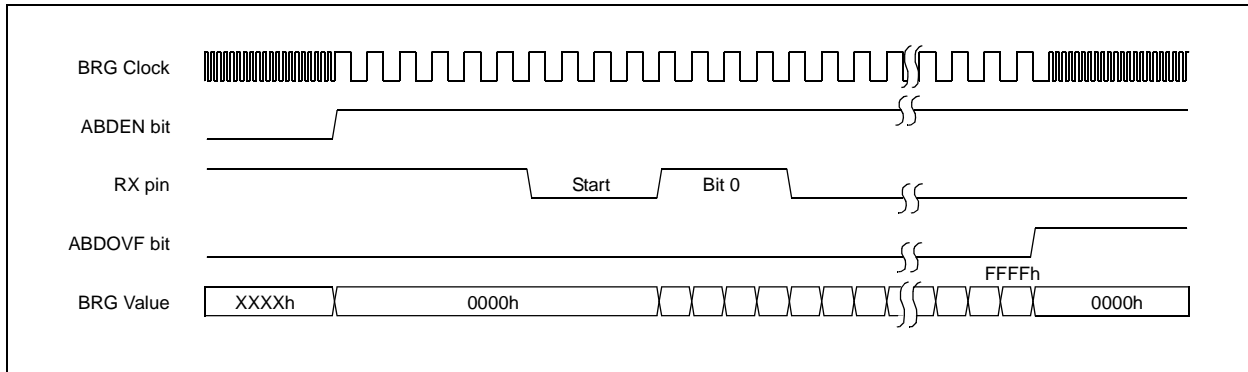 BRG Clock
ABDEN bit
RX pin
Start
Bit 0
ABDOVF bit
FFFFh
BRG Value
XXXXh
0000h
0000h